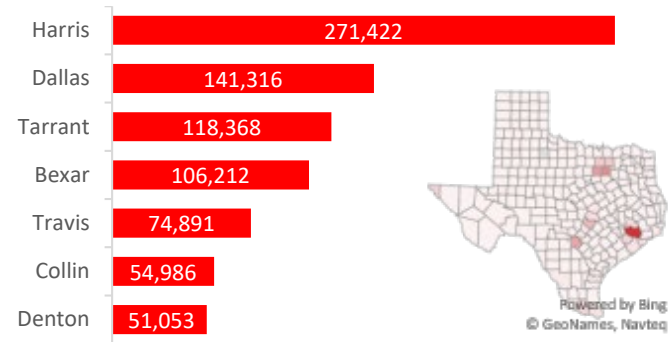 Harris 271,422
Dallas 141,316
Tarrant 118,368
Bexar 106,212
Travis 74,891
Collin 54,986
Denton 51,053
Powered by Bing
© GeoNames, Navteq